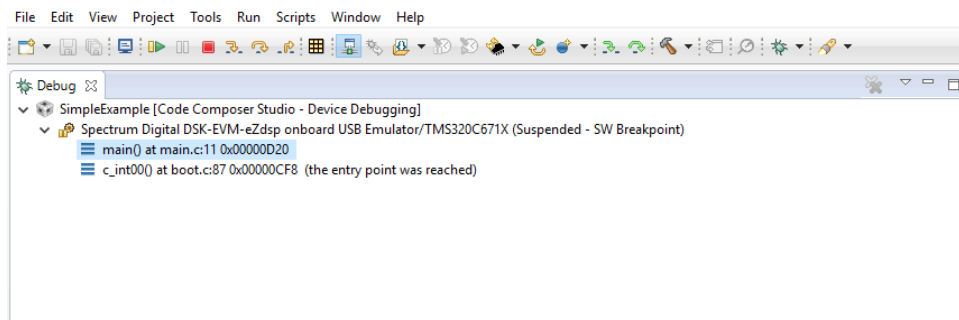 File Edit View Project Tools Run Scripts Window Help
Debug
SimpleExample [Code Composer Studio - Device Debugging]
Spectrum Digital DSK-EVM-eZdsp onboard USB Emulator/TMS320C671X (Suspended - SW Breakpoint)
main() at main.c:11 0x00000D20
c_int00() at boot.c:87 0x00000CF8 (the entry point was reached)